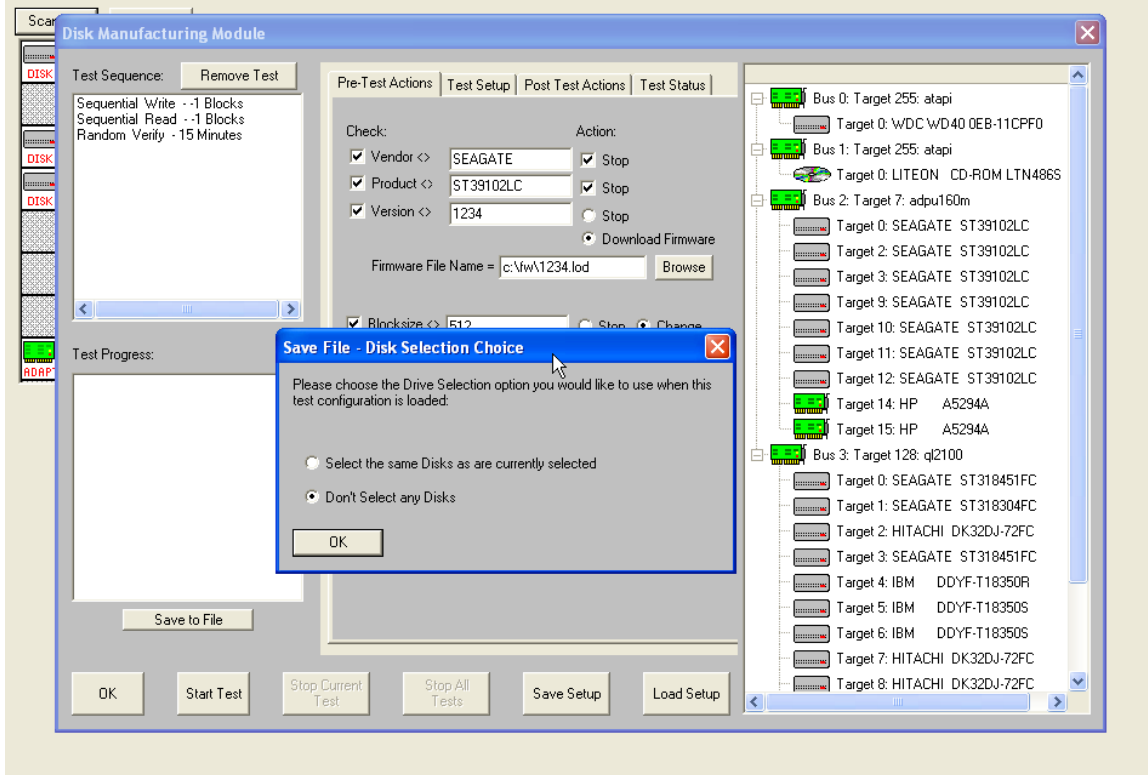 Scan
DISK
DISK
DISK
ADAPT
Disk Manufacturing Module
Test Sequence:
Remove Test
Sequential Write - -1 Blocks
Sequential Read - -1 Blocks
Random Verify - 15 Minutes
Test Progress:
Save to File
Pre-Test Actions
Test Setup
Post Test Actions
Test Status
Check:
Action:
Vendor <> SEAGATE Stop
Product <> ST39102LC Stop
Version <> 1234 Stop
Download Firmware
Firmware File Name = c:\fw\1234.lod Browse
Blocksize <> 512 Stop Change
Save File - Disk Selection Choice
Please choose the Drive Selection option you would like to use when this
test configuration is loaded:
Select the same Disks as are currently selected
Don't Select any Disks
OK
Bus 0: Target 255: atapi
Target 0: WDC WD40 0EB-11CPF0
Bus 1: Target 255: atapi
Target 0: LITEON CD-ROM LTN486S
Bus 2: Target 7: adpu160m
Target 0: SEAGATE ST39102LC
Target 2: SEAGATE ST39102LC
Target 3: SEAGATE ST39102LC
Target 9: SEAGATE ST39102LC
Target 10: SEAGATE ST39102LC
Target 11: SEAGATE ST39102LC
Target 12: SEAGATE ST39102LC
Target 14: HP A5294A
Target 15: HP A5294A
Bus 3: Target 128: ql2100
Target 0: SEAGATE ST318451FC
Target 1: SEAGATE ST318304FC
Target 2: HITACHI DK32DJ-72FC
Target 3: SEAGATE ST318451FC
Target 4: IBM DDYF-T18350R
Target 5: IBM DDYF-T18350S
Target 6: IBM DDYF-T18350S
Target 7: HITACHI DK32DJ-72FC
Target 8: HITACHI DK32DJ-72FC
OK
Start Test
Stop Current
Test
Stop All
Tests
Save Setup
Load Setup